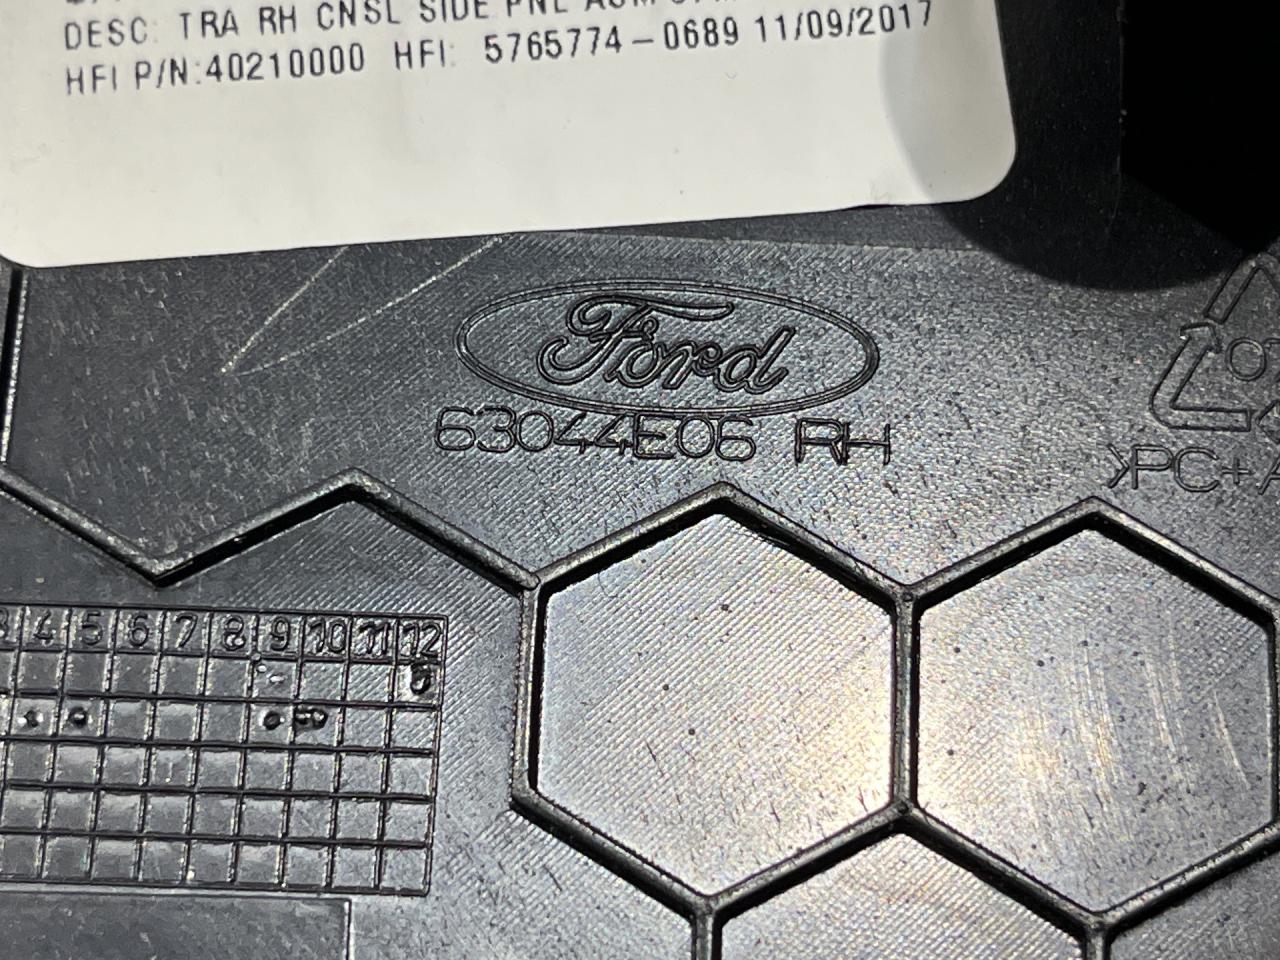 DESC: TRA RH CNSL SIDE PNL
HFI P/N:40210000 HFI: 5765774-0689 11/09/2017
Ford
63044E06 RH
>PC+A
4 5 6 7 8 9 10 11 12